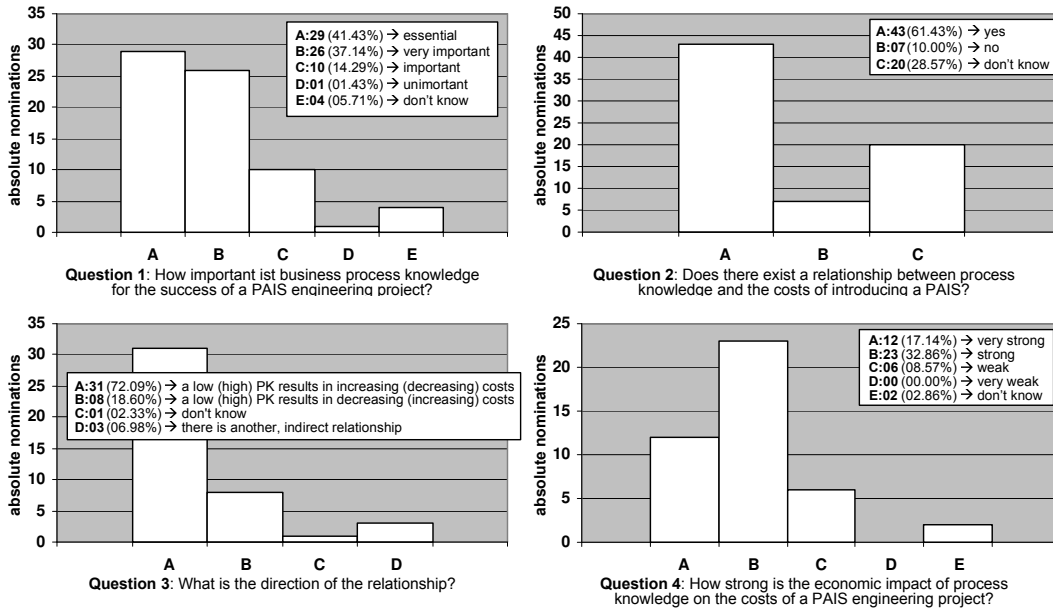 absolute nominations
35
30
25
20
15
10
5
0
A:29 (41.43%) → essential
B:26 (37.14%) → very important
C:10 (14.29%) → important
D:01 (01.43%) → unimortant
E:04 (05.71%) → don't know
A B C D E
Question 1: How important ist business process knowledge
for the success of a PAIS engineering project?
absolute nominations
50
45
40
35
30
25
20
15
10
5
0
A:43 (61.43%) → yes
B:07 (10.00%) → no
C:20 (28.57%) → don't know
A B C
Question 2: Does there exist a relationship between process
knowledge and the costs of introducing a PAIS?
absolute nominations
35
30
25
20
15
10
5
0
A:31 (72.09%) → a low (high) PK results in increasing (decreasing) costs
B:08 (18.60%) → a low (high) PK results in decreasing (increasing) costs
C:01 (02.33%) → don't know
D:03 (06.98%) → there is another, indirect relationship
A B C D
Question 3: What is the direction of the relationship?
absolute nominations
25
20
15
10
5
0
A:12 (17.14%) → very strong
B:23 (32.86%) → strong
C:06 (08.57%) → weak
D:00 (00.00%) → very weak
E:02 (02.86%) → don't know
A B C D E
Question 4: How strong is the economic impact of process
knowledge on the costs of a PAIS engineering project?